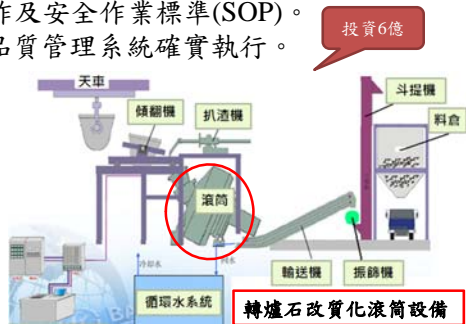 作及安全作業標準(SOP)。
品質管理系統確實執行。
投資6億
天車
傾翻機
扒渣機
斗提機
料倉
滾筒
冷却水
輸送機
振篩機
循環水系統
轉爐石改質化滾筒設備